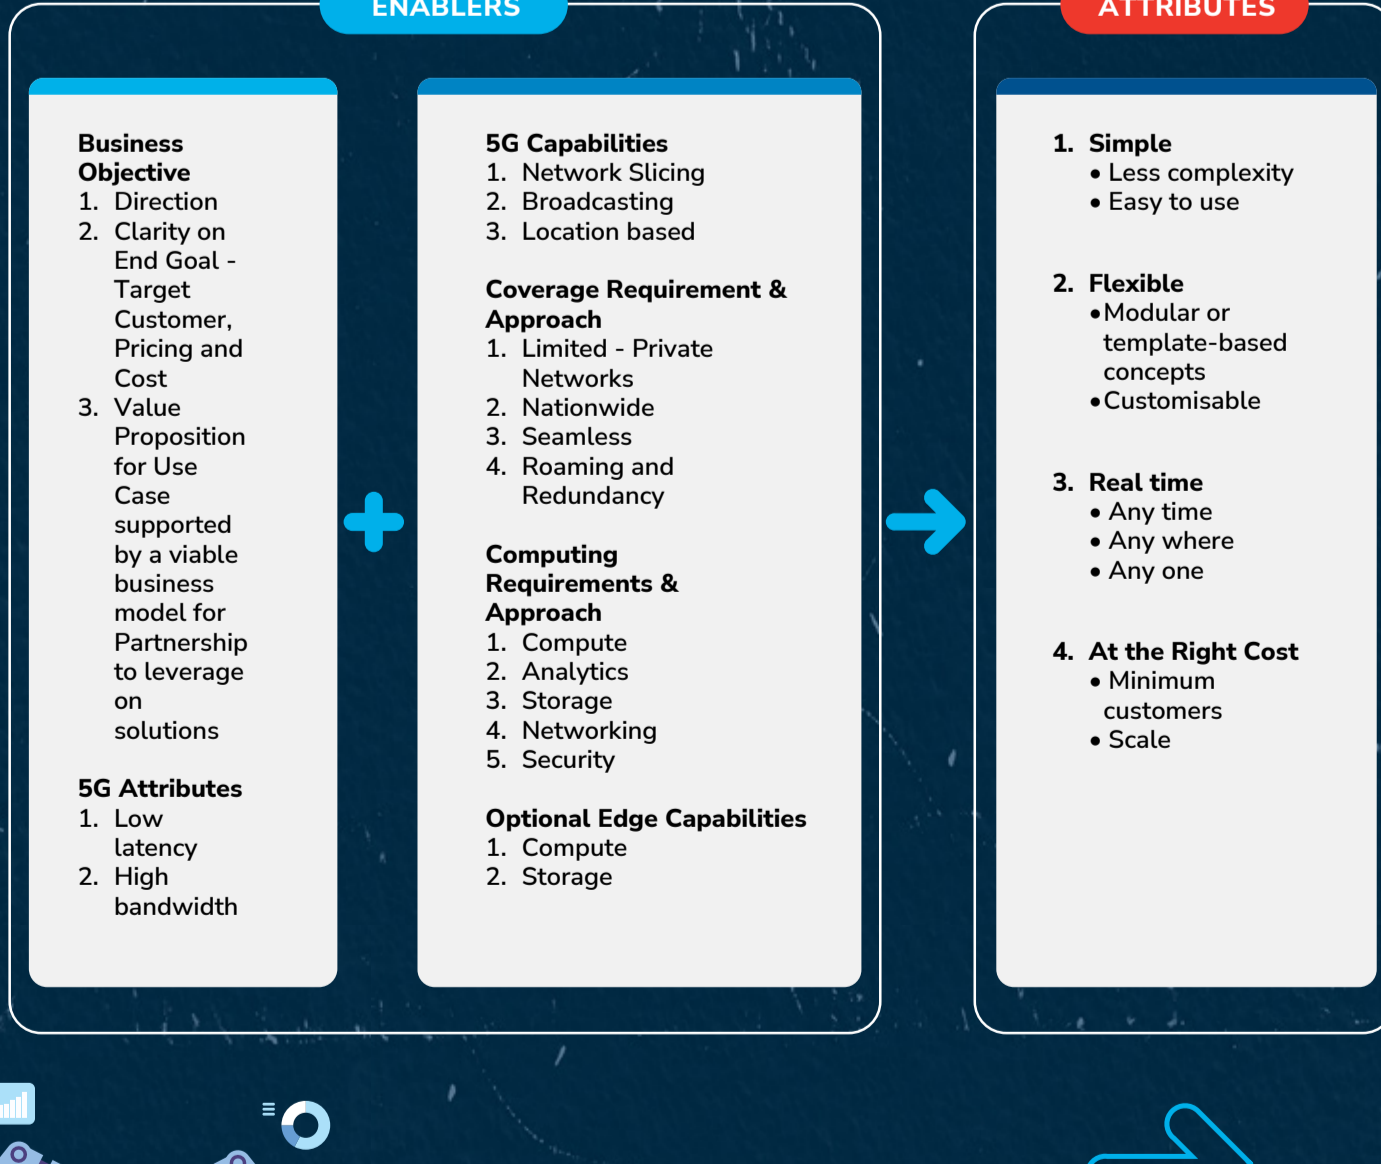 ENABLERS
Business
Objective
1. Direction
2. Clarity on
End Goal -
Target
Customer,
Pricing and
Cost
3. Value
Proposition
for Use
Case
supported
by a viable
business
model for
Partnership
to leverage
on
solutions
5G Attributes
1. Low
latency
2. High
bandwidth
5G Capabilities
1. Network Slicing
2. Broadcasting
3. Location based
Coverage Requirement &
Approach
1. Limited - Private
Networks
2. Nationwide
3. Seamless
4. Roaming and
Redundancy
Computing
Requirements &
Approach
1. Compute
2. Analytics
3. Storage
4. Networking
5. Security
Optional Edge Capabilities
1. Compute
2. Storage
ATTRIBUTES
1. Simple
• Less complexity
• Easy to use
2. Flexible
•Modular or
template-based
concepts
•Customisable
3. Real time
• Any time
• Any where
• Any one
4. At the Right Cost
• Minimum
customers
• Scale